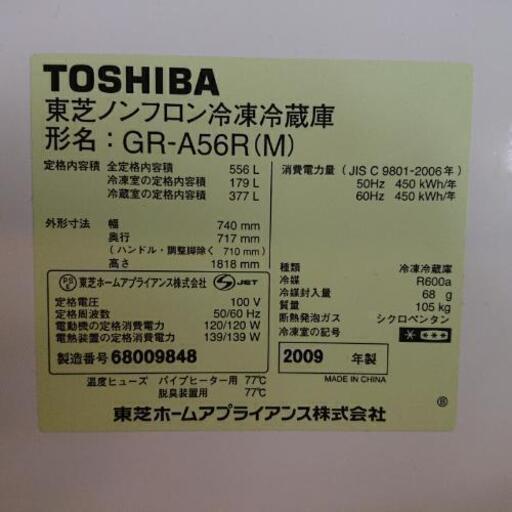 TOSHIBA
東芝ノンフロン冷凍冷蔵庫
形名：GR-A56R(M)
定格内容積 全定格内容積 556 L
冷凍室の定格内容積 179 L
冷蔵室の定格内容積 377 L
消費電力量 (JIS C 9801-2006年)
50Hz 450 kWh/年
60Hz 450 kWh/年
外形寸法 幅 740 mm
奥行 717 mm
(ハンドル・調整脚除く 710 mm)
高さ 1818 mm
PSE 東芝ホームアプライアンス株式会社 JET
定格電圧 100 V
定格周波数 50/60 Hz
電動機の定格消費電力 120/120 W
電熱装置の定格消費電力 139/139 W
製造番号 68009848
種類 冷凍冷蔵庫
冷媒 R600a
冷媒封入量 68 g
質量 105 kg
断熱発泡ガス シクロペンタン
冷凍室の記号 * ***
2009 年製
MADE IN CHINA
温度ヒューズ パイプヒーター用 77℃
脱臭装置用 77℃
東芝ホームアプライアンス株式会社